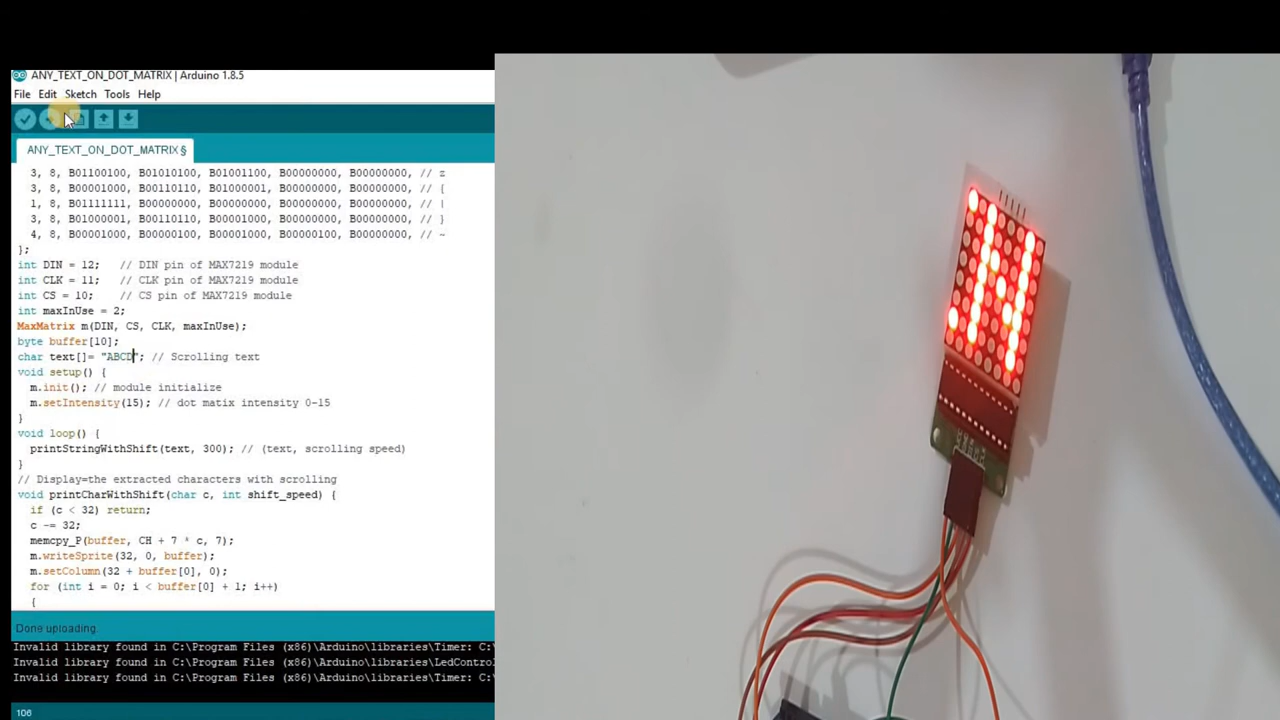 ANY_TEXT_ON_DOT_MATRIX | Arduino 1.8.5
File Edit Sketch Tools Help
ANY_TEXT_ON_DOT_MATRIX §
3, 8, B01100100, B01010100, B01001100, B00000000, B00000000, // z
3, 8, B00001000, B00110110, B01000001, B00000000, B00000000, // {
1, 8, B01111111, B00000000, B00000000, B00000000, B00000000, // |
3, 8, B01000001, B00110110, B00001000, B00000000, B00000000, // }
4, 8, B00001000, B00000100, B00001000, B00000100, B00000000, // ~
};
int DIN = 12; // DIN pin of MAX7219 module
int CLK = 11; // CLK pin of MAX7219 module
int CS = 10; // CS pin of MAX7219 module
int maxInUse = 2;
MaxMatrix m(DIN, CS, CLK, maxInUse);
byte buffer[10];
char text[]= "ABCD"; // Scrolling text
void setup() {
m.init(); // module initialize
m.setIntensity(15); // dot matix intensity 0-15
}
void loop() {
printStringWithShift(text, 300); // (text, scrolling speed)
}
// Display=the extracted characters with scrolling
void printCharWithShift(char c, int shift_speed) {
if (c < 32) return;
c -= 32;
memcpy_P(buffer, CH + 7 * c, 7);
m.writeSprite(32, 0, buffer);
m.setColumn(32 + buffer[0], 0);
for (int i = 0; i < buffer[0] + 1; i++)
{
Done uploading.
Invalid library found in C:\Program Files (x86)\Arduino\libraries\Timer: C:\
Invalid library found in C:\Program Files (x86)\Arduino\libraries\LedContro
Invalid library found in C:\Program Files (x86)\Arduino\libraries\Timer: C:\
106